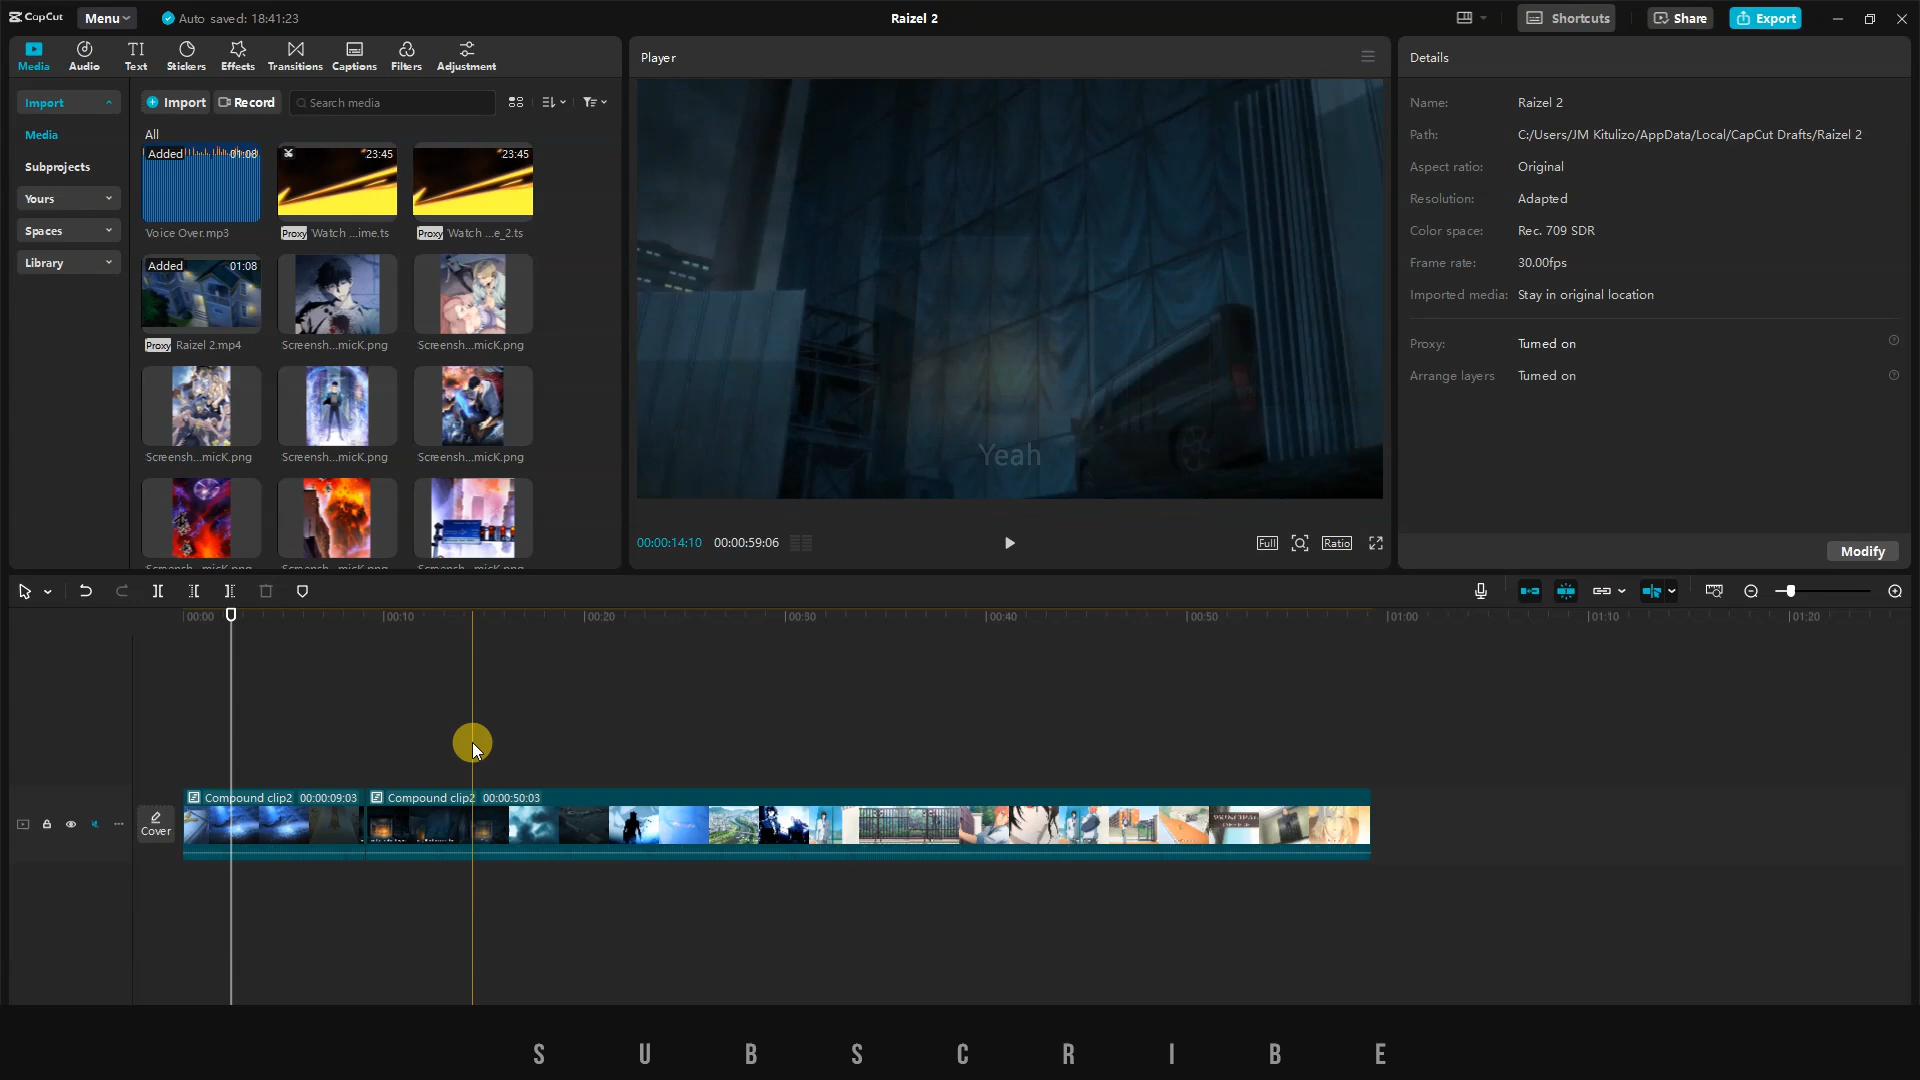 CapCut
Menu
Auto saved: 18:41:23
Raizel 2
Shortcuts
Share
Export
Media
Audio
Text
Stickers
Effects
Transitions
Captions
Filters
Adjustment
Import
Media
Subprojects
Yours
Spaces
Library
Import
Record
Search media
All
Added 01:08
Voice Over.mp3
23:45
Proxy Watch ...ime.ts
23:45
Proxy Watch ...e_2.ts
Added 01:08
Proxy Raizel 2.mp4
Screensh...micK.png
Screensh...micK.png
Screensh...micK.png
Screensh...micK.png
Screensh...micK.png
Player
Yeah
00:00:14:10 00:00:59:06
Full
Ratio
Details
Name: Raizel 2
Path: C:/Users/JM Kitulizo/AppData/Local/CapCut Drafts/Raizel 2
Aspect ratio: Original
Resolution: Adapted
Color space: Rec. 709 SDR
Frame rate: 30.00fps
Imported media: Stay in original location
Proxy: Turned on
Arrange layers Turned on
Modify
00:00 00:10 00:20 00:30 00:40 00:50 01:00 01:10 01:20
Cover
Compound clip2 00:00:09:03
Compound clip2 00:00:50:03
S U B S C R I B E